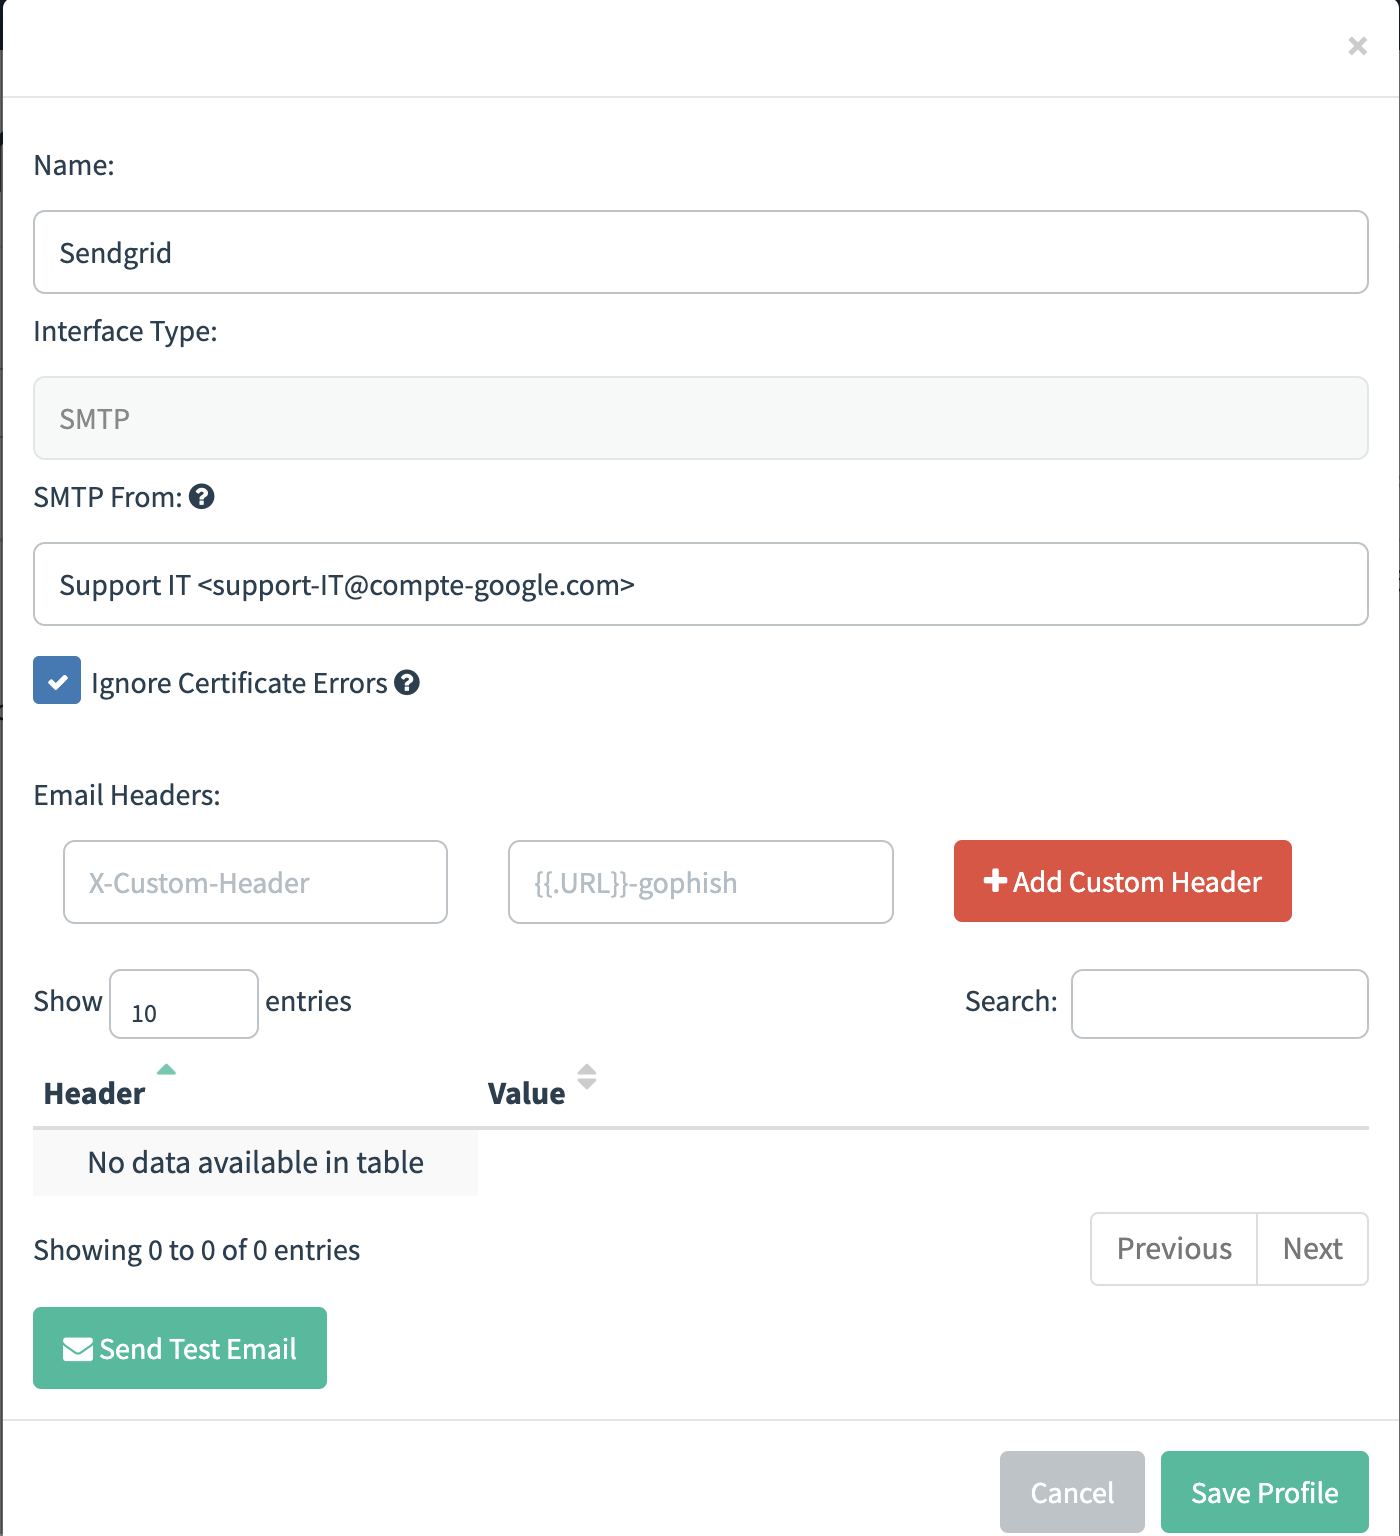 ×
Name:
Sendgrid
Interface Type:
SMTP
SMTP From: ?
Support IT <support-IT@compte-google.com>
Ignore Certificate Errors ?
Email Headers:
X-Custom-Header {{.URL}}-gophish + Add Custom Header
Show 10 entries Search:
Header Value
No data available in table
Showing 0 to 0 of 0 entries Previous Next
Send Test Email
Cancel Save Profile